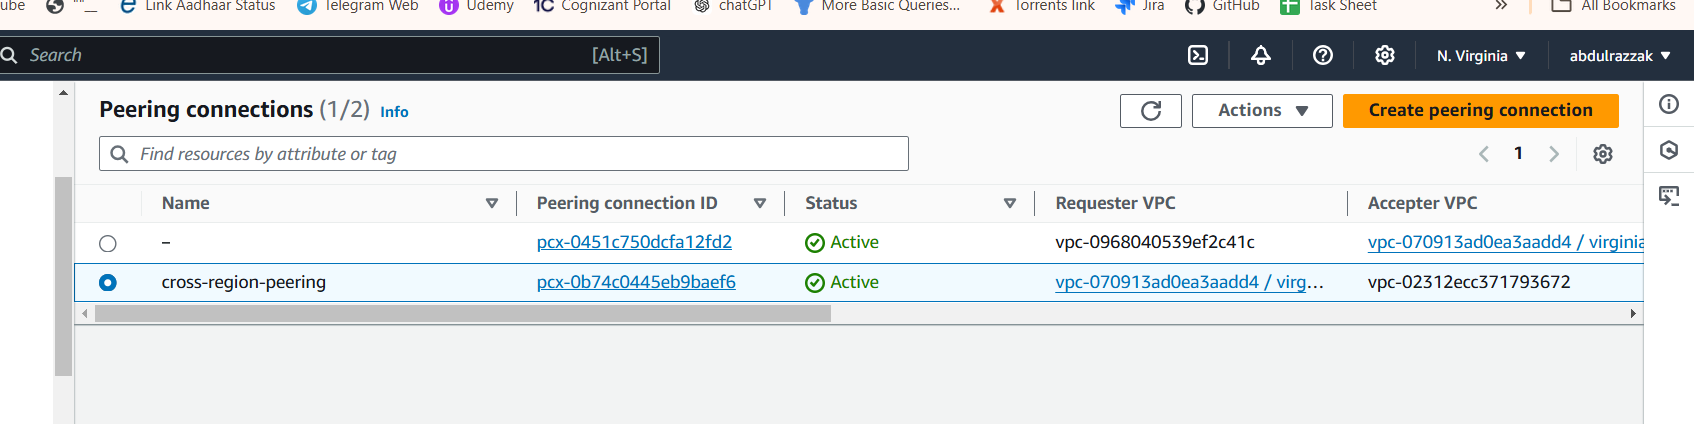 ube "__ Link Aadhaar Status Telegram Web Udemy 1C Cognizant Portal chatGPT More Basic Queries... Torrents link Jira GitHub Task Sheet » All Bookmarks
Search [Alt+S] N. Virginia ▼ abdulrazzak ▼
Peering connections (1/2) Info Actions ▼ Create peering connection
Find resources by attribute or tag 1
Name Peering connection ID Status Requester VPC Accepter VPC
– pcx-0451c750dcfa12fd2 Active vpc-0968040539ef2c41c vpc-070913ad0ea3aadd4 / virginia
cross-region-peering pcx-0b74c0445eb9baef6 Active vpc-070913ad0ea3aadd4 / virg... vpc-02312ecc371793672